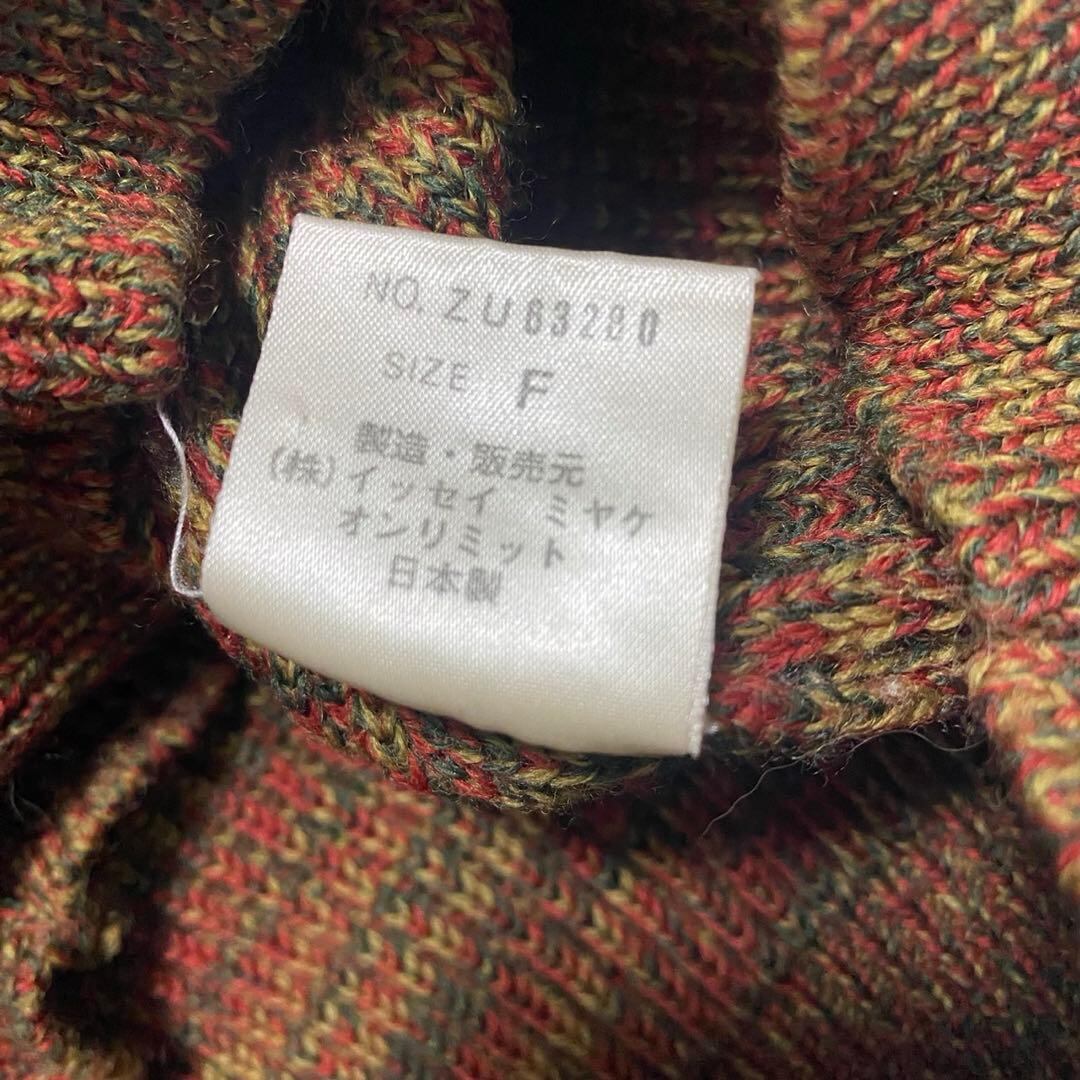 NO. ZU63290
SIZE F
製造・販売元
(株)イッセイ ミヤケ
オンリミット
日本製